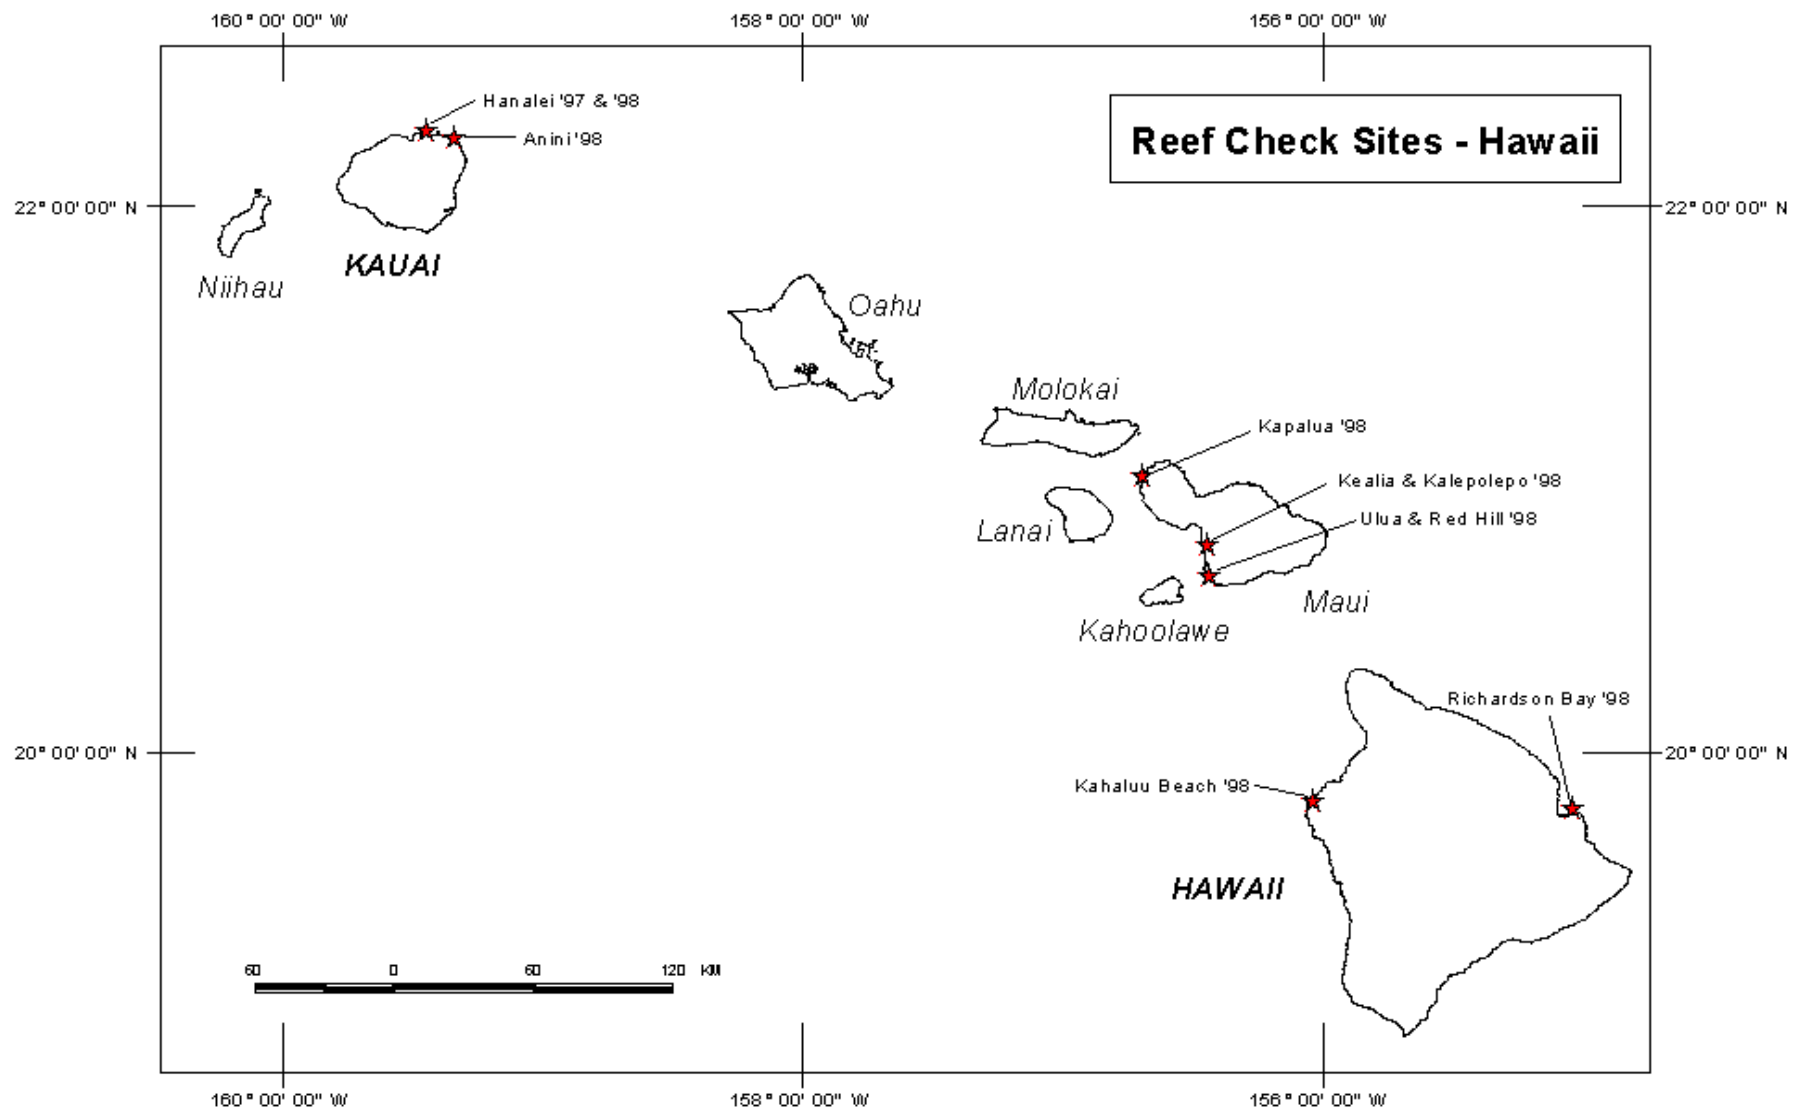 160° 00' 00" W
158° 00' 00" W
156° 00' 00" W
Hanalei '97 & '98
Anini '98
Reef Check Sites - Hawaii
22° 00' 00" N
22° 00' 00" N
KAUAI
Niihau
Oahu
Molokai
Kapalua '98
Kealia & Kalepolepo '98
Ulua & Red Hill '98
Lanai
Maui
Kahoolawe
Richardson Bay '98
20° 00' 00" N
20° 00' 00" N
Kahaluu Beach '98
HAWAII
60 0 60 120 KM
160° 00' 00" W
158° 00' 00" W
156° 00' 00" W